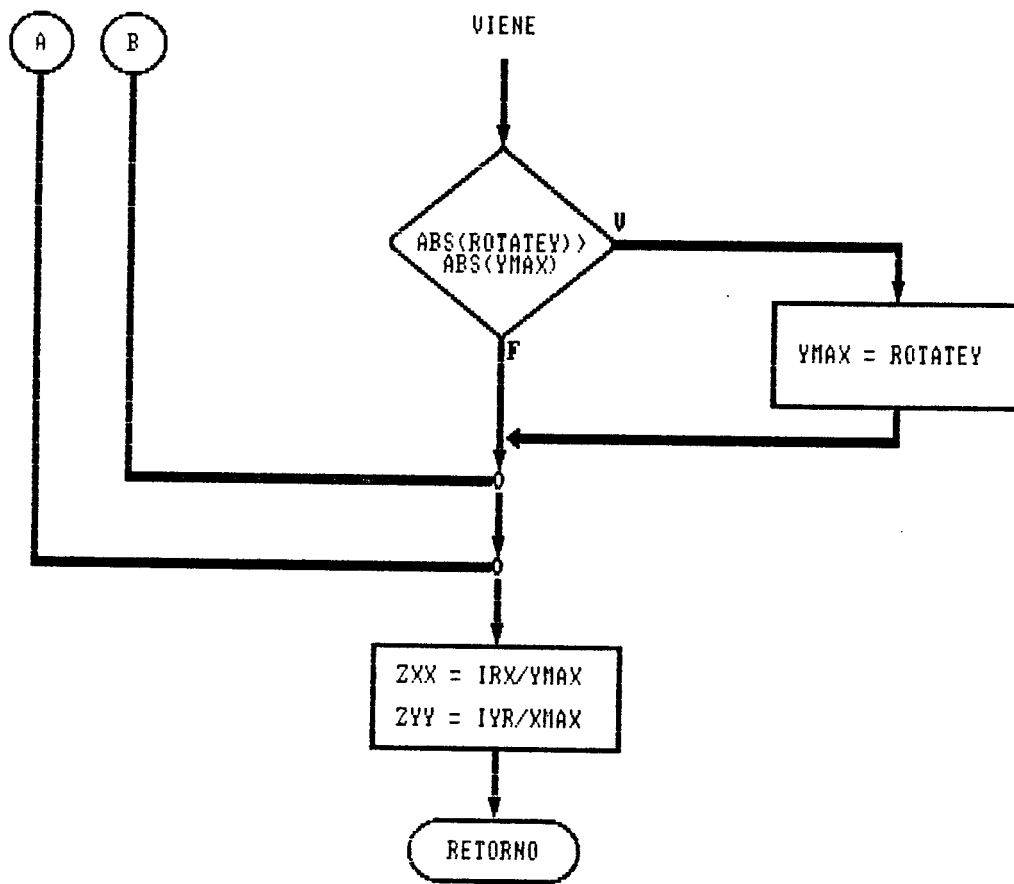 A
B
VIENE
ABS(ROTATEY)>
ABS(YMAX)
V
F
YMAX = ROTATEY
ZXX = IRX/YMAX
ZYY = IYR/XMAX
RETORNO